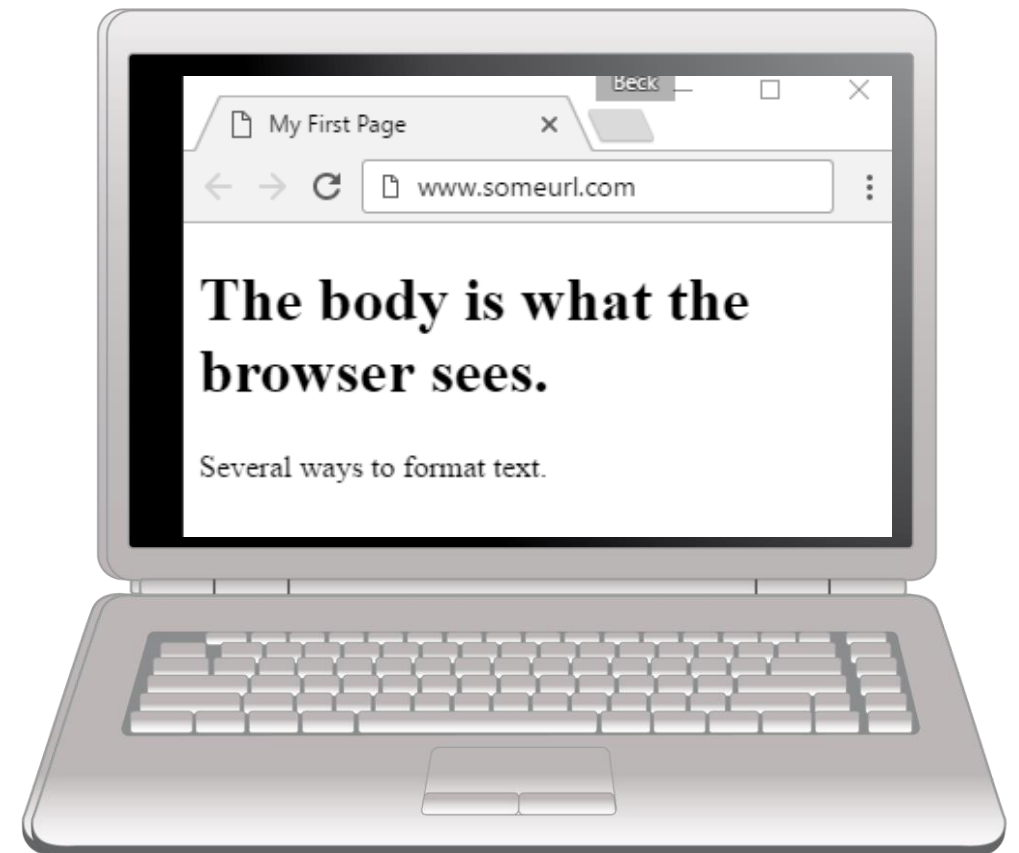 Beck
My First Page
www.someurl.com
The body is what the
browser sees.
Several ways to format text.